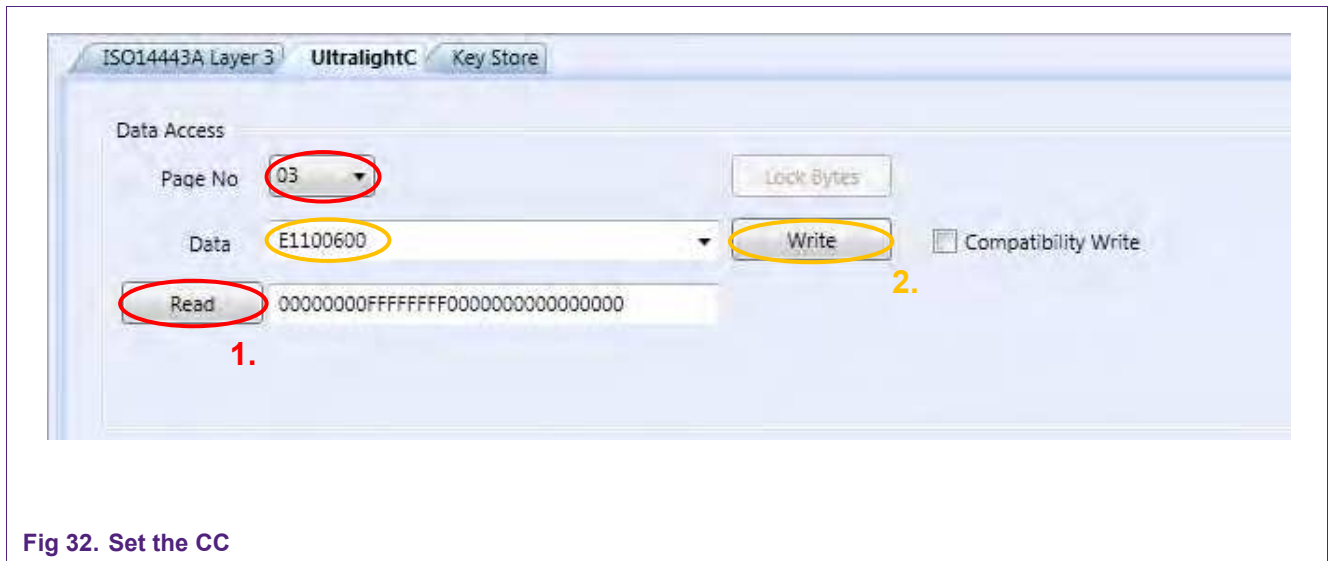 ISO14443A Layer 3 UltralightC Key Store
Data Access
Page No 03 Lock Bytes
Data E1100600 Write Compatibility Write
2.
Read 00000000FFFFFFFF0000000000000000
1.
Fig 32. Set the CC